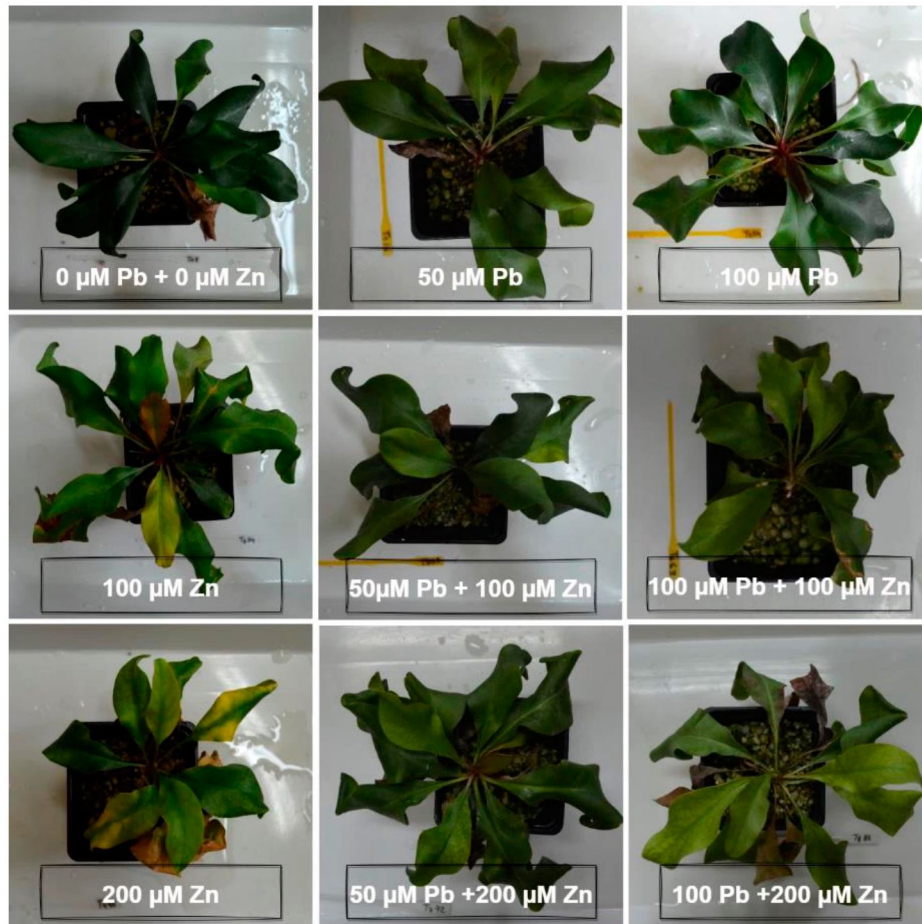 0 µM Pb + 0 µM Zn
50 µM Pb
100 µM Pb
100 µM Zn
50µM Pb + 100 µM Zn
100 µM Pb + 100 µM Zn
200 µM Zn
50 µM Pb +200 µM Zn
100 Pb +200 µM Zn